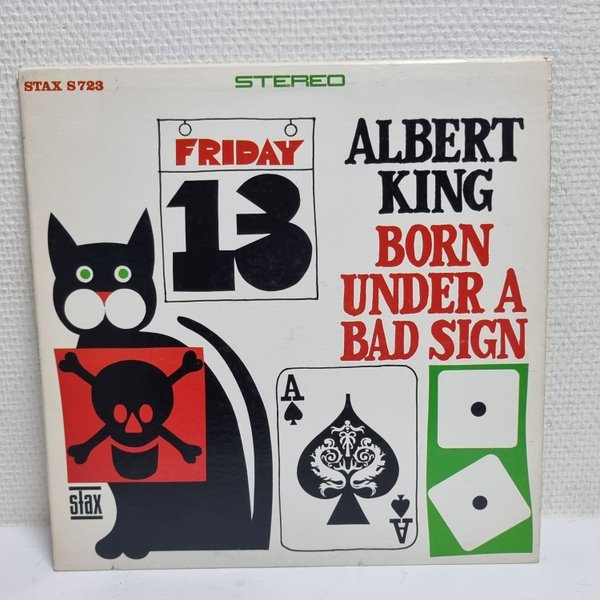 STAX S723
STEREO
FRIDAY
13
ALBERT
KING
BORN
UNDER A
BAD SIGN
A
A
stax